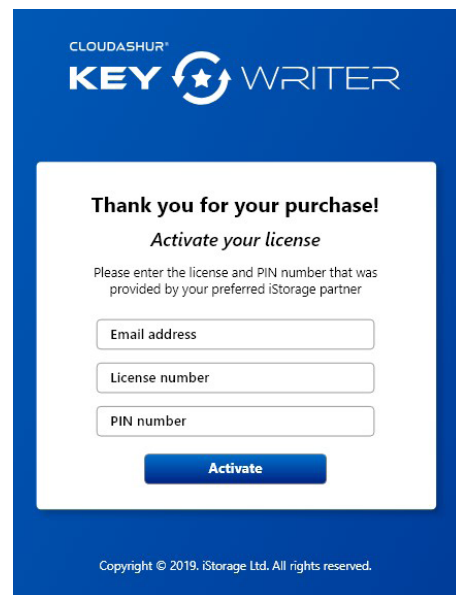 CLOUDASHUR®
KEY WRITER
Thank you for your purchase!
Activate your license
Please enter the license and PIN number that was
provided by your preferred iStorage partner
Email address
License number
PIN number
Activate
Copyright © 2019. iStorage Ltd. All rights reserved.